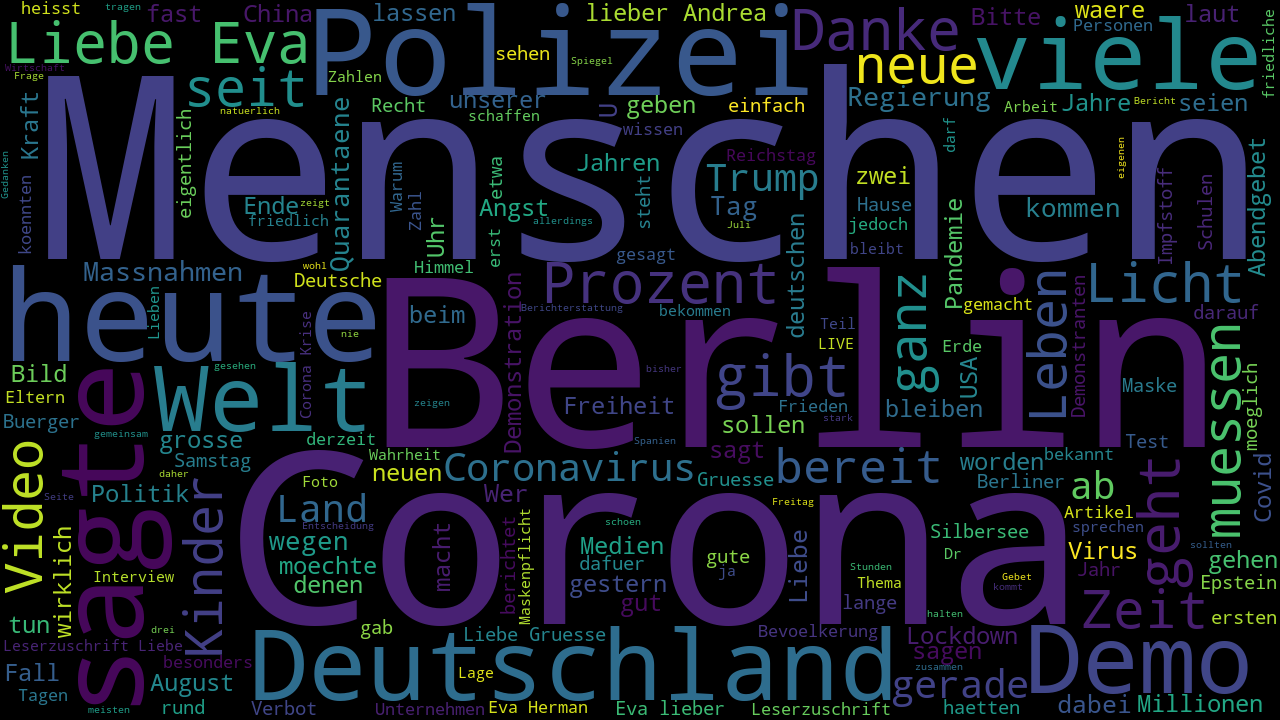 heisst
tragen
fast
China
lassen
lieber Andrea
Danke
Bitte
waere
laut
Personen
friedliche
Liebe Eva
Polizei
viele
sehen
Spiegel
neue
Wirtschaft
Frage
seit
Zahlen
natuerlich
Recht
unserer
schaffen
U
geben
einfach
Regierung
Arbeit
Jahre
Bericht
seien
Menschen
Kraft
eigentlich
Quarantaene
wissen
darf
eigenen
Gedanken
koennten
Ende
zeigt
friedlich
Warum
Zahl
Uhr
etwa
Angst
allerdings
erst
Jahren
Reichstag
steht
Trump
Tag
Juli
zwei
Hause
jedoch
bleibt
kommen
Impfstoff
Schulen
Abendgebet
Pandemie
gesagt
Massnahmen
wohl
Deutsche
Himmel
Prozent
deutschen
Licht
heute
Lieben
Corona Krise
nie
beim
Demonstration
Berichterstattung
bekommen
Berlin
Teil
LIVE
ganz
gemacht
Erde
USA
Leben
Demonstranten
darauf
muessen
moeglich
Bild
Eltern
Buerger
gemeinsam
sagte
Welt
gesehen
zeigen
bisher
gibt
Freiheit
Frieden
stark
bleiben
Maske
sollen
Spanien
Test
grosse
derzeit
Samstag
daher
Wahrheit
neuen
Coronavirus
sagt
Gruesse
bereit
worden
bekannt
Berliner
ab
Artikel
sprechen
geht
Covid
Video
Seite
Politik
Kinder
Foto
Land
Entscheidung
Wer
Freitag
schoen
Corona
wegen
moechte
denen
macht
berichtet
Maskenpflicht
Medien
dafuer
gestern
gut
gute
ja
Liebe
Stunden
Thema
lange
Silbersee
Dr
Gebet
kommt
Virus
Jahr
sollten
gehen
Epstein
wirklich
Interview
tun
drei
Leserzuschrift Liebe
gab
Liebe Gruesse
Bevoelkerung
halten
Lockdown
sagen
Zeit
ersten
Fall
Tagen
besonders
August
meisten
rund
Deutschland
Lage
zusammen
gerade
Demo
Verbot
Unternehmen
Eva Herman
Eva lieber
Leserzuschrift
haetten
dabei
Millionen